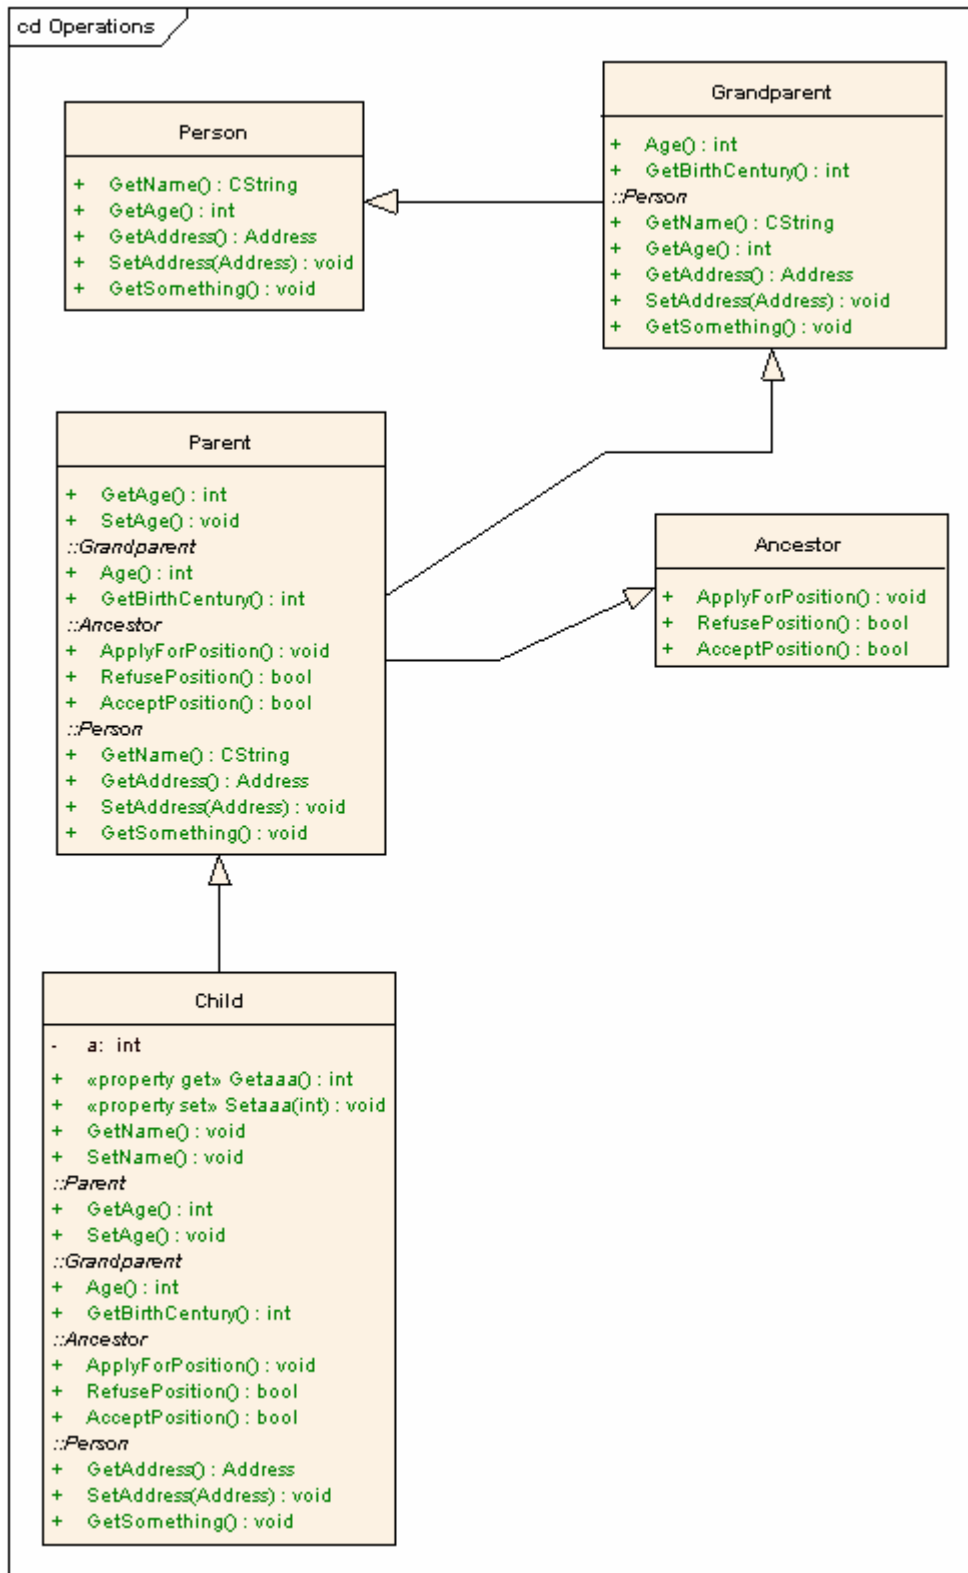 cd Operations
Person
+ GetName() : CString
+ GetAge() : int
+ GetAddress() : Address
+ SetAddress(Address) : void
+ GetSomething() : void
Grandparent
+ Age() : int
+ GetBirthCentury() : int
::Person
+ GetName() : CString
+ GetAge() : int
+ GetAddress() : Address
+ SetAddress(Address) : void
+ GetSomething() : void
Parent
+ GetAge() : int
+ SetAge() : void
::Grandparent
+ Age() : int
+ GetBirthCentury() : int
::Ancestor
+ ApplyForPosition() : void
+ RefusePosition() : bool
+ AcceptPosition() : bool
::Person
+ GetName() : CString
+ GetAddress() : Address
+ SetAddress(Address) : void
+ GetSomething() : void
Ancestor
+ ApplyForPosition() : void
+ RefusePosition() : bool
+ AcceptPosition() : bool
Child
- a: int
+ «property get» Getaaa() : int
+ «property set» Setaaa(int) : void
+ GetName() : void
+ SetName() : void
::Parent
+ GetAge() : int
+ SetAge() : void
::Grandparent
+ Age() : int
+ GetBirthCentury() : int
::Ancestor
+ ApplyForPosition() : void
+ RefusePosition() : bool
+ AcceptPosition() : bool
::Person
+ GetAddress() : Address
+ SetAddress(Address) : void
+ GetSomething() : void